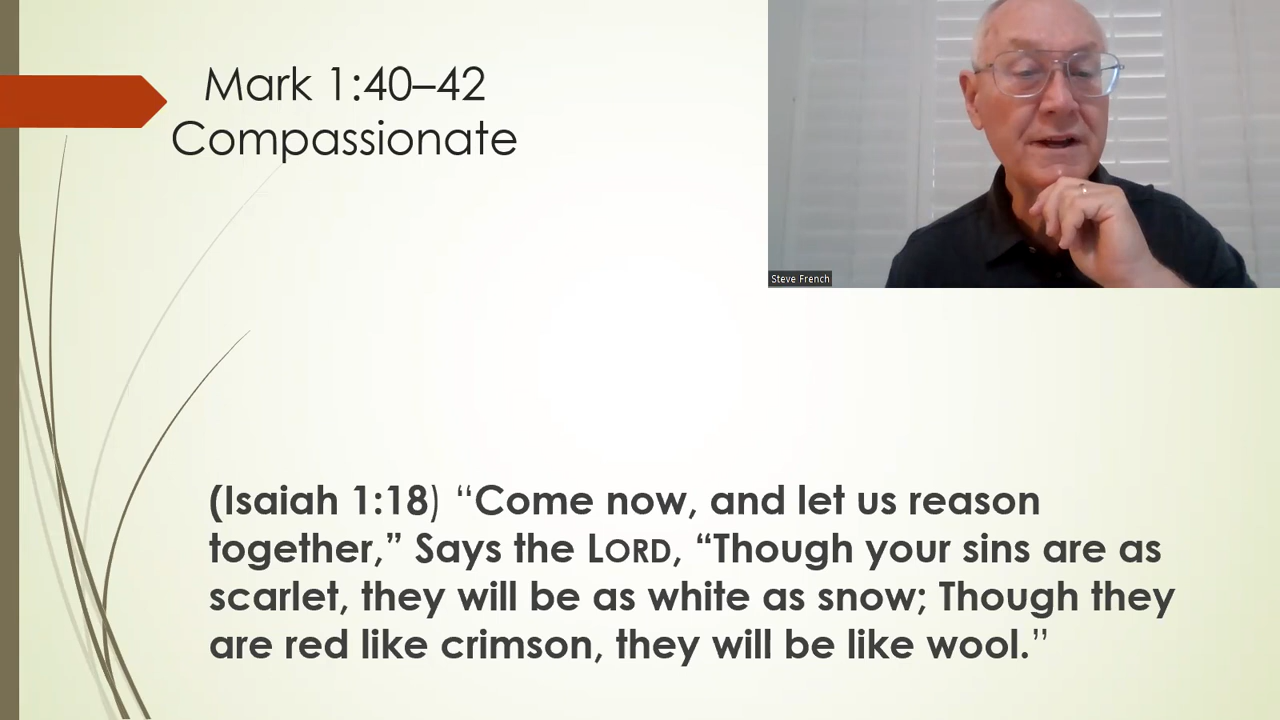 Mark 1:40–42
Compassionate
Steve French
(Isaiah 1:18) “Come now, and let us reason
together,” Says the LORD, “Though your sins are as
scarlet, they will be as white as snow; Though they
are red like crimson, they will be like wool.”